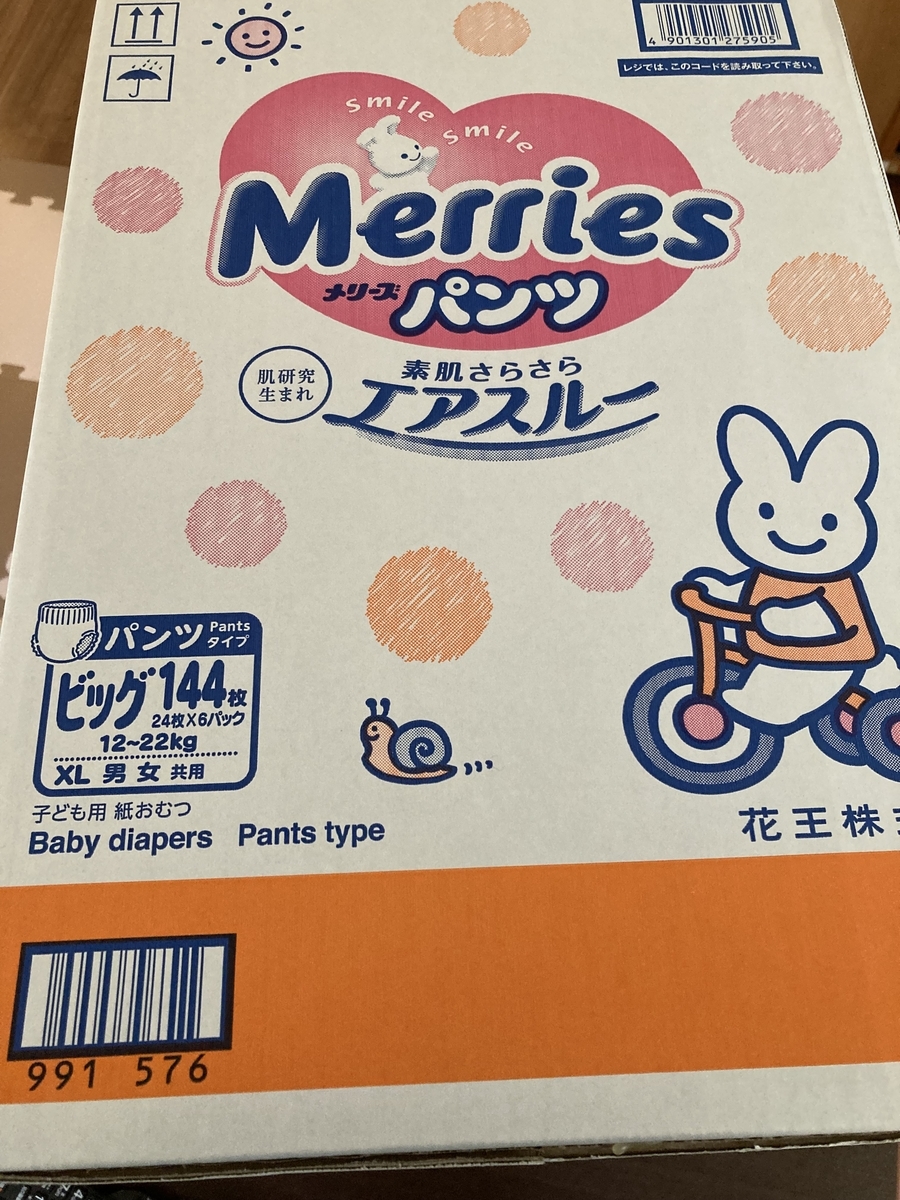 4 901301 275905
レジでは、このコードを読み取って下さい。
smile smile
Merries
メリーズ パンツ
肌研究
生まれ
素肌さらさら
エアスルー
パンツ Pants
タイプ
ビッグ 144枚
24枚×6パック
12~22kg
XL 男 女 共用
子ども用 紙おむつ
Baby diapers Pants type
花王株
991 576